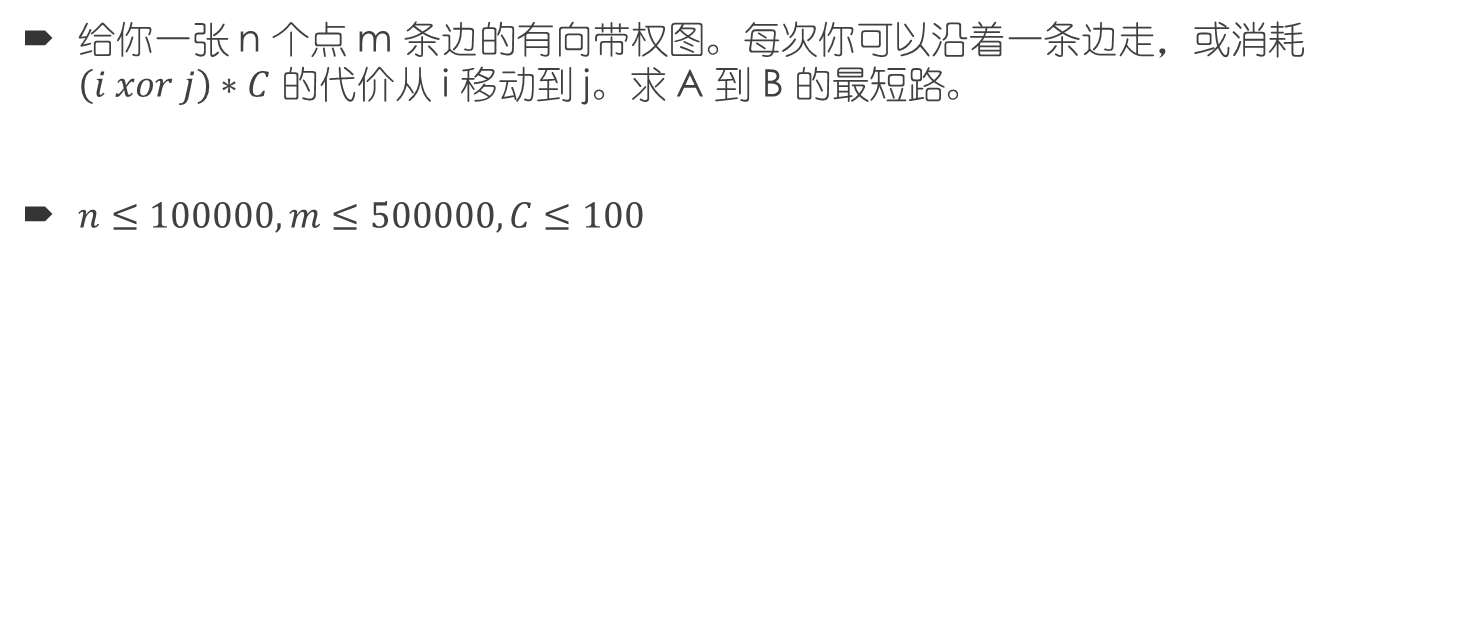 给你一张 n 个点 m 条边的有向带权图。每次你可以沿着一条边走，或消耗
(i xor j) * C 的代价从 i 移动到 j。求 A 到 B 的最短路。
n ≤ 100000, m ≤ 500000, C ≤ 100